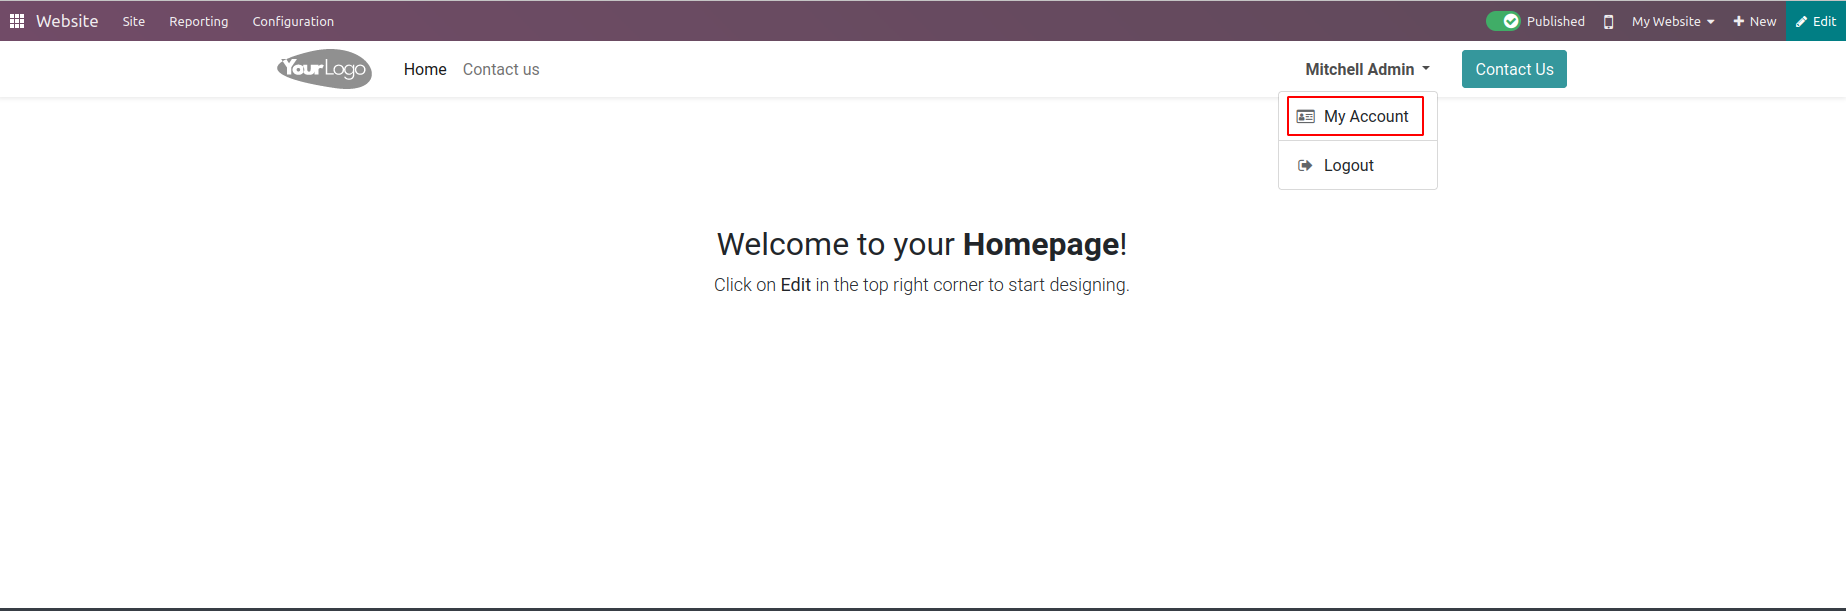 Website Site Reporting Configuration Published My Website New Edit
YourLogo Home Contact us Mitchell Admin Contact Us
My Account
Logout
Welcome to your Homepage!
Click on Edit in the top right corner to start designing.